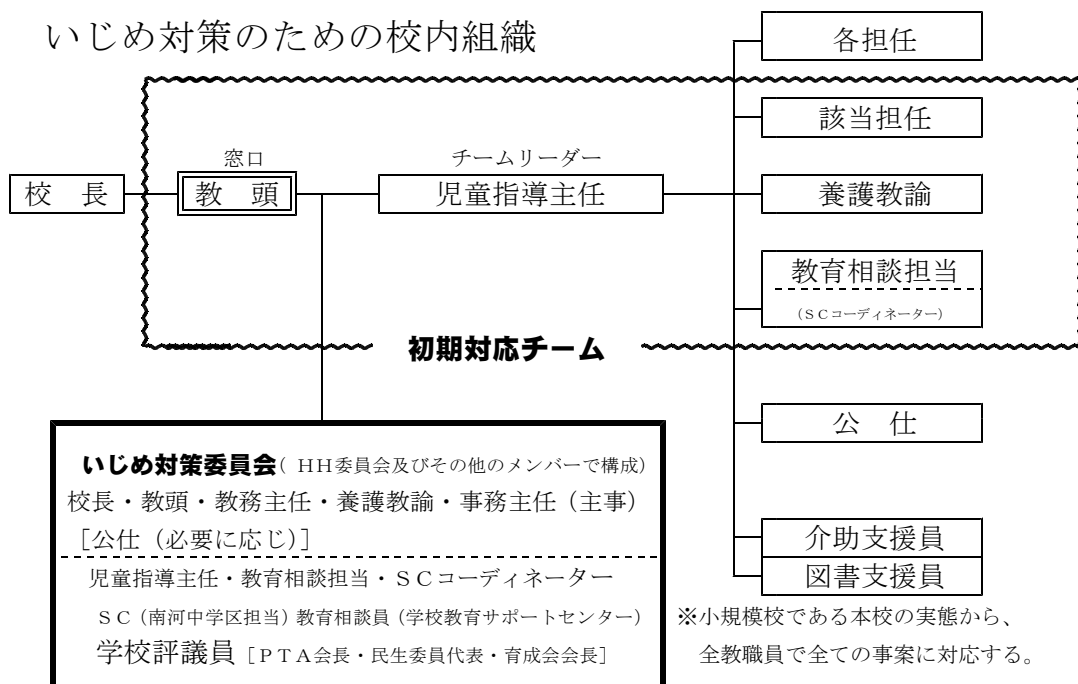 いじめ対策のための校内組織
各担任
該当担任
窓口
チームリーダー
校　長
教　頭
児童指導主任
養護教諭
教育相談担当
（ＳＣコーディネーター）
初期対応チーム
公　仕
いじめ対策委員会（ ＨＨ委員会及びその他のメンバーで構成）
校長・教頭・教務主任・養護教諭・事務主任（主事）
［公仕（必要に応じ）］
児童指導主任・教育相談担当・ＳＣコーディネーター
ＳＣ（南河中学区担当）教育相談員（学校教育サポートセンター）
学校評議員［ＰＴＡ会長・民生委員代表・育成会会長］
介助支援員
図書支援員
※小規模校である本校の実態から、
全教職員で全ての事案に対応する。